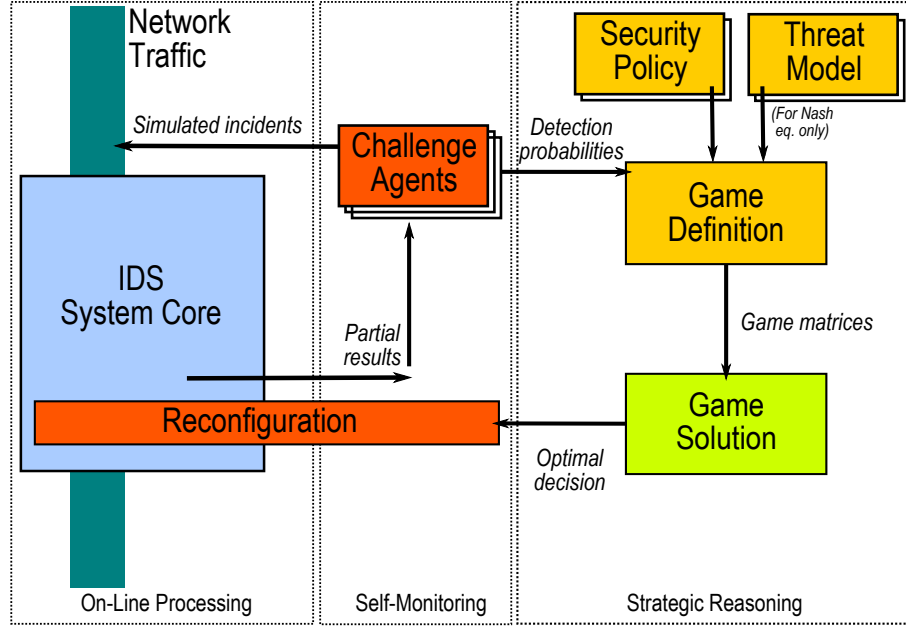 Network
Traffic
Security
Policy
Threat
Model
(For Nash
eq. only)
Simulated incidents
Challenge
Agents
Detection
probabilities
Game
Definition
IDS
System Core
Partial
results
Game matrices
Reconfiguration
Game
Solution
Optimal
decision
On-Line Processing
Self-Monitoring
Strategic Reasoning